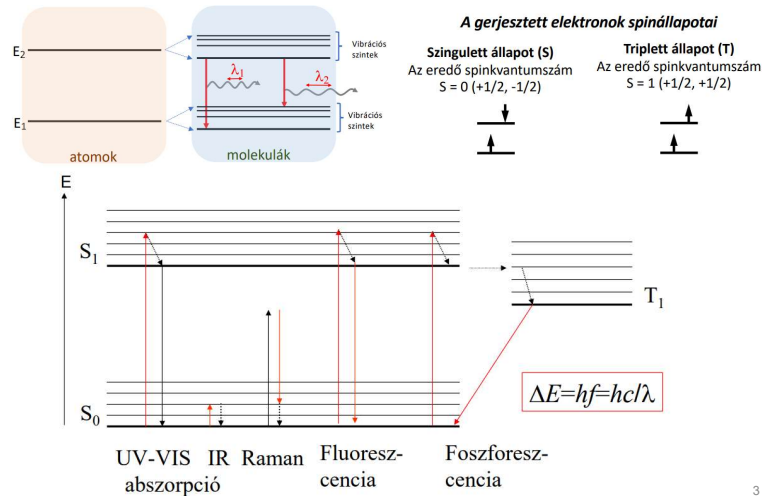 A gerjesztett elektronok spinállapotai
E2
E1
λ1
λ2
Vibrációs
szintek
Vibrációs
szintek
atomok
molekulák
Szingulett állapot (S)
Az eredő spinkvantumszám
S = 0 (+1/2, -1/2)
Triplett állapot (T)
Az eredő spinkvantumszám
S = 1 (+1/2, +1/2)
E
S1
T1
S0
ΔE=hf=hc/λ
UV-VIS
abszorpció
IR
Raman
Fluoresz-
cencia
Foszforesz-
cencia
3